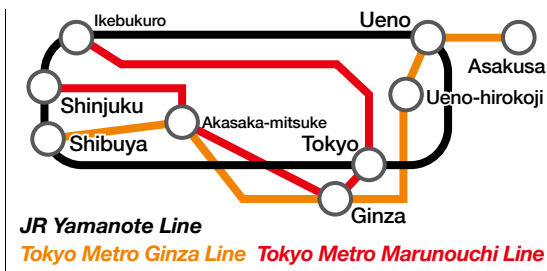 Ikebukuro
Ueno
Asakusa
Shinjuku
Ueno-hirokoji
Akasaka-mitsuke
Shibuya
Tokyo
Ginza
JR Yamanote Line
Tokyo Metro Ginza Line Tokyo Metro Marunouchi Line